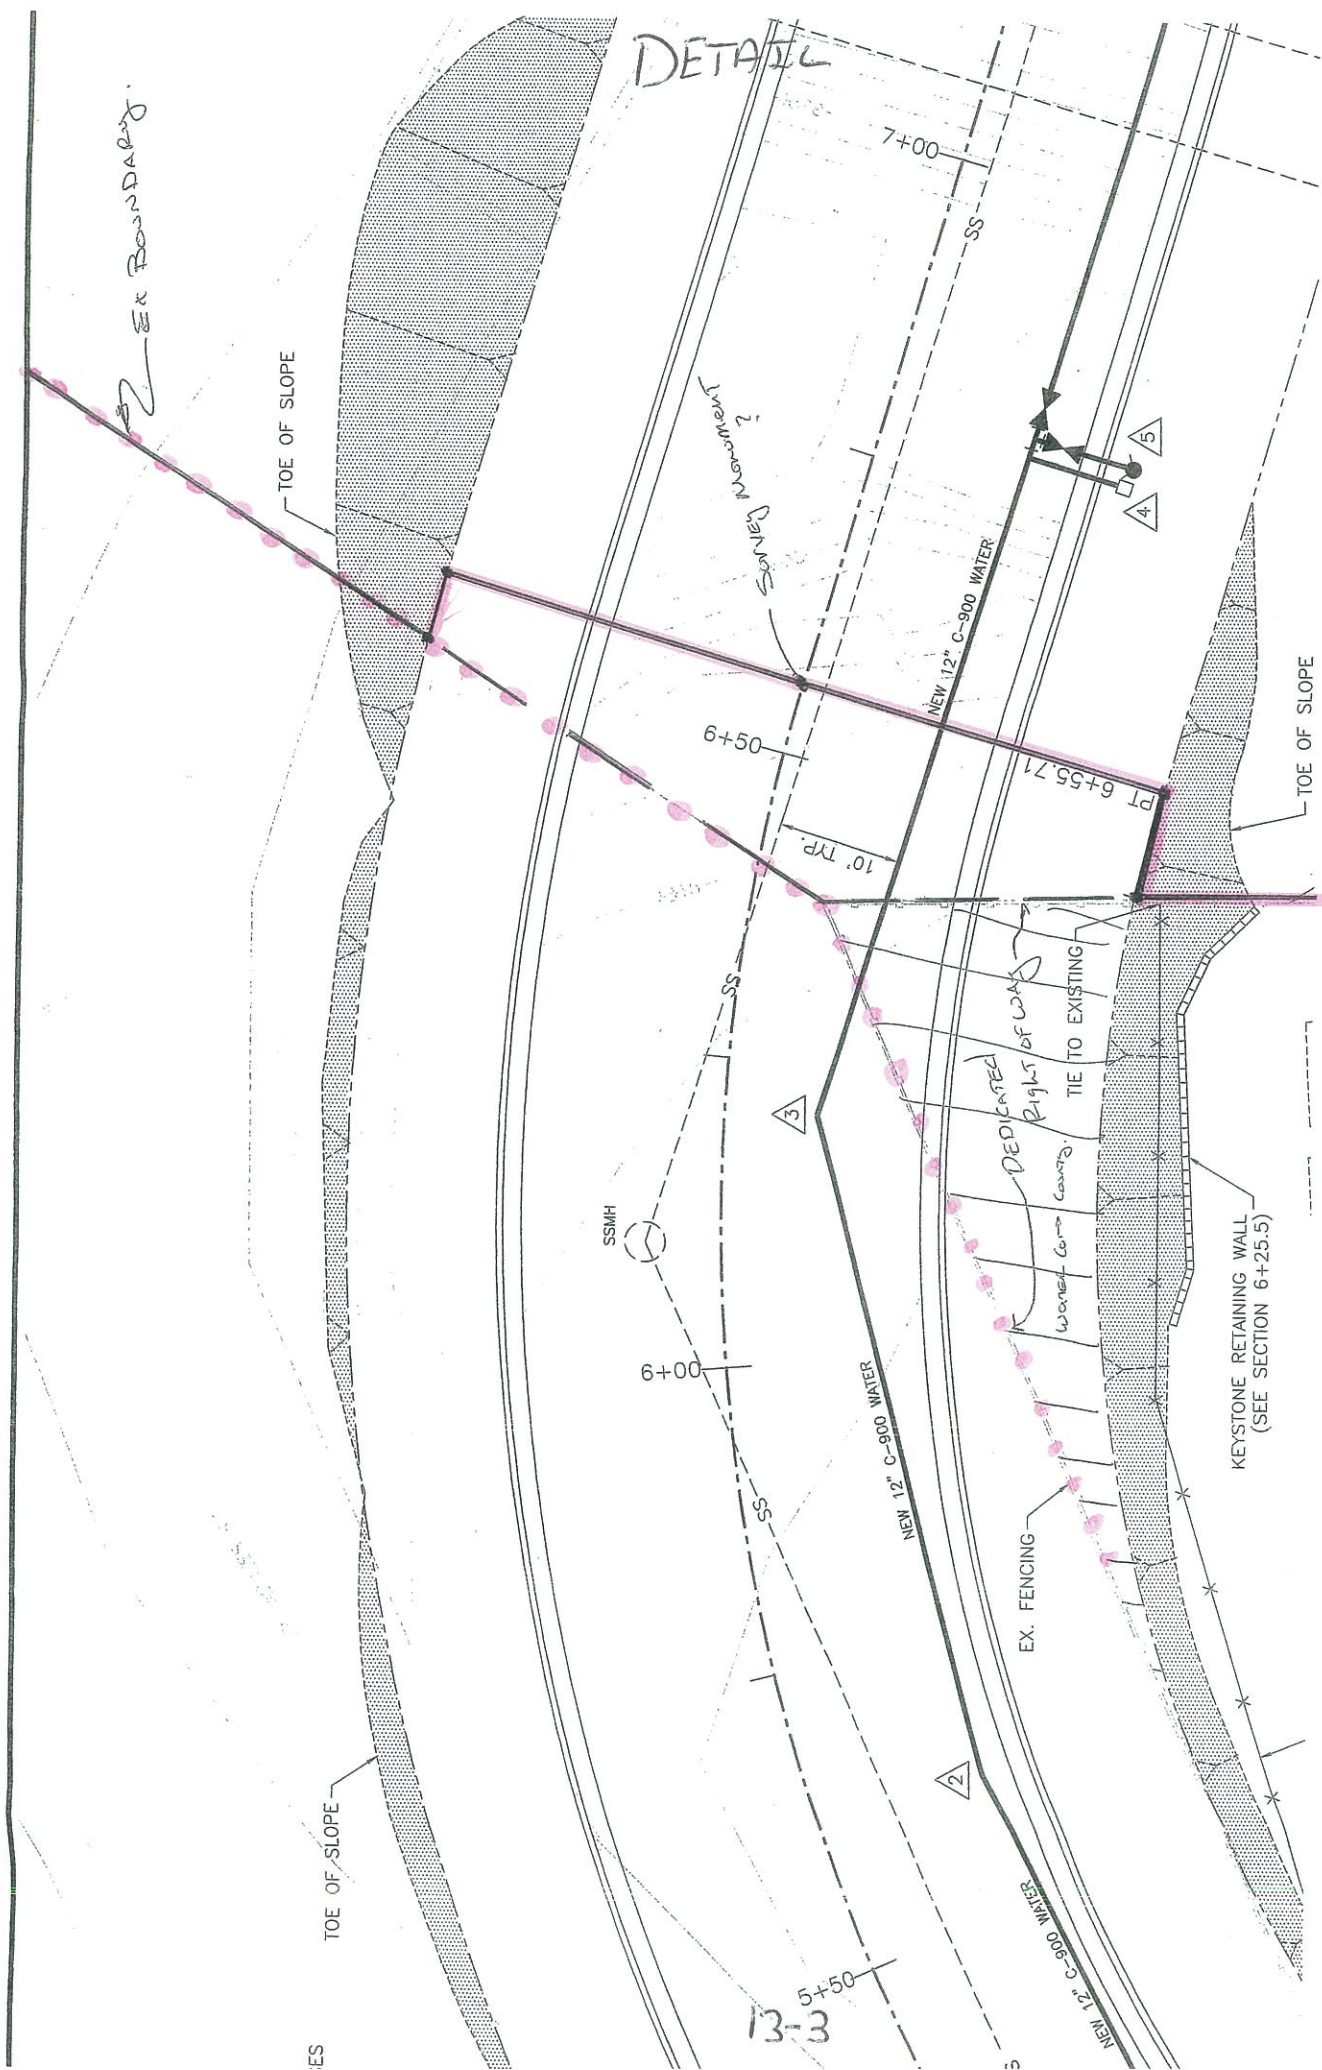 DETAIL
Ex BOUNDARY.
TOE OF SLOPE
7+00
SS
Survey Monument
?
5
4
NEW 12" C-900 WATER
6+50
PT 6+55.71
10' TYP.
TOE OF SLOPE
SS
DEDICATED
Right of WAY
TIE TO EXISTING
3
SSMH
KEYSTONE RETAINING WALL
(SEE SECTION 6+25.5)
6+00
NEW 12" C-900 WATER
SS
EX. FENCING
2
TOE OF SLOPE
5+50
NEW 12" C-900 WATER
13-3
ES